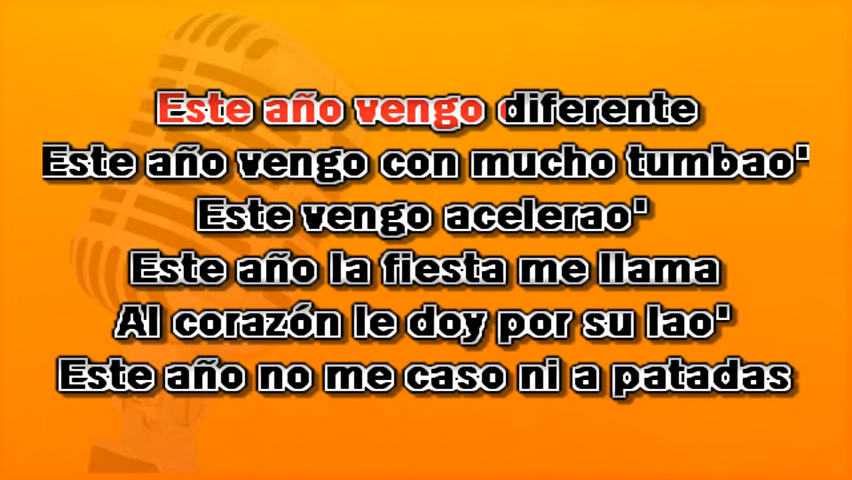 Este año vengo diferente
Este año vengo con mucho tumbao'
Este vengo acelerao'
Este año la fiesta me llama
Al corazón le doy por su lao'
Este año no me caso ni a patadas